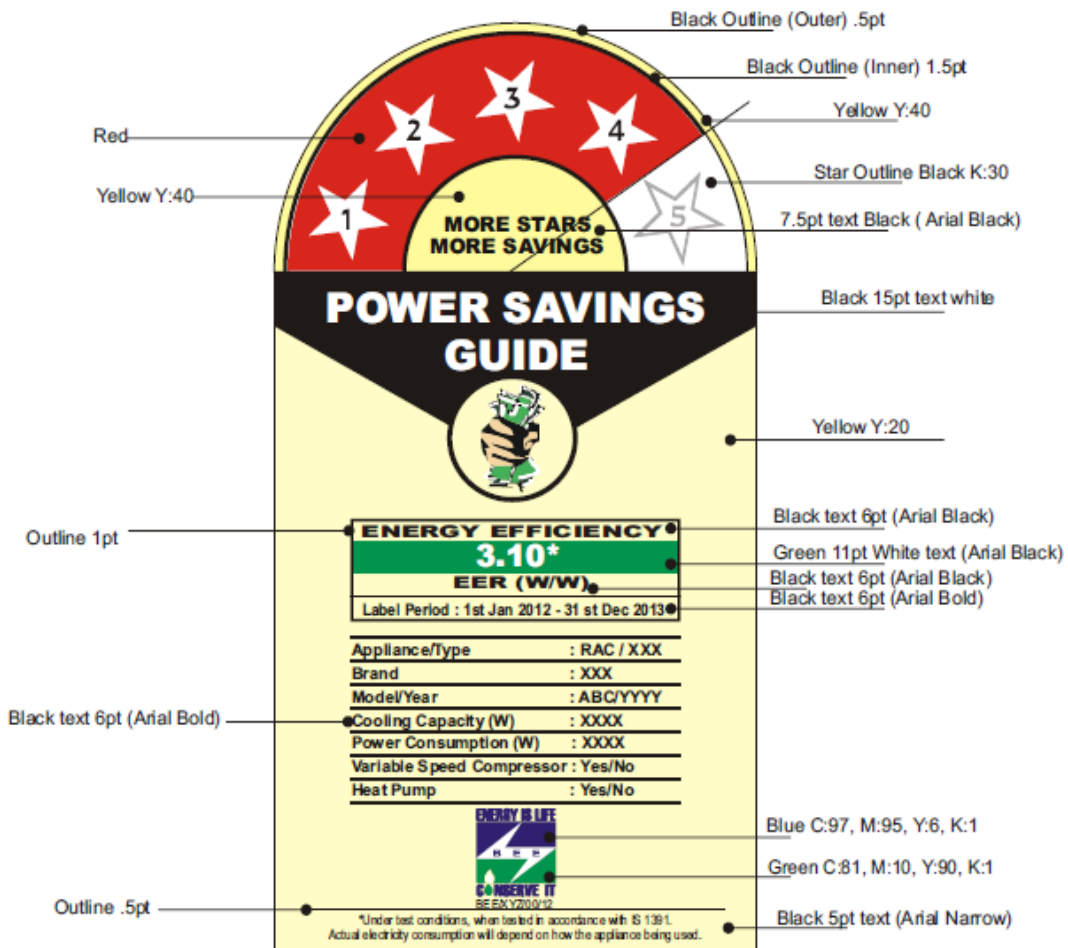 Black Outline (Outer) .5pt
Black Outline (Inner) 1.5pt
Yellow Y:40
Red
Star Outline Black K:30
Yellow Y:40
7.5pt text Black ( Arial Black)
1
2
3
4
5
MORE STARS
MORE SAVINGS
Black 15pt text white
POWER SAVINGS
GUIDE
Yellow Y:20
Outline 1pt
ENERGY EFFICIENCY
Black text 6pt (Arial Black)
3.10*
Green 11pt White text (Arial Black)
EER (W/W)
Black text 6pt (Arial Black)
Label Period : 1st Jan 2012 - 31 st Dec 2013
Black text 6pt (Arial Bold)
Appliance/Type : RAC / XXX
Brand : XXX
Model/Year : ABC/YYYY
Black text 6pt (Arial Bold)
Cooling Capacity (W) : XXXX
Power Consumption (W) : XXXX
Variable Speed Compressor : Yes/No
Heat Pump : Yes/No
ENERGY IS LIFE
BEE
CONSERVE IT
BEE/XYZ/00/12
Blue C:97, M:95, Y:6, K:1
Green C:81, M:10, Y:90, K:1
Outline .5pt
*Under test conditions, when tested in accordance with IS 1391.
Actual electricity consumption will depend on how the appliance being used.
Black 5pt text (Arial Narrow)